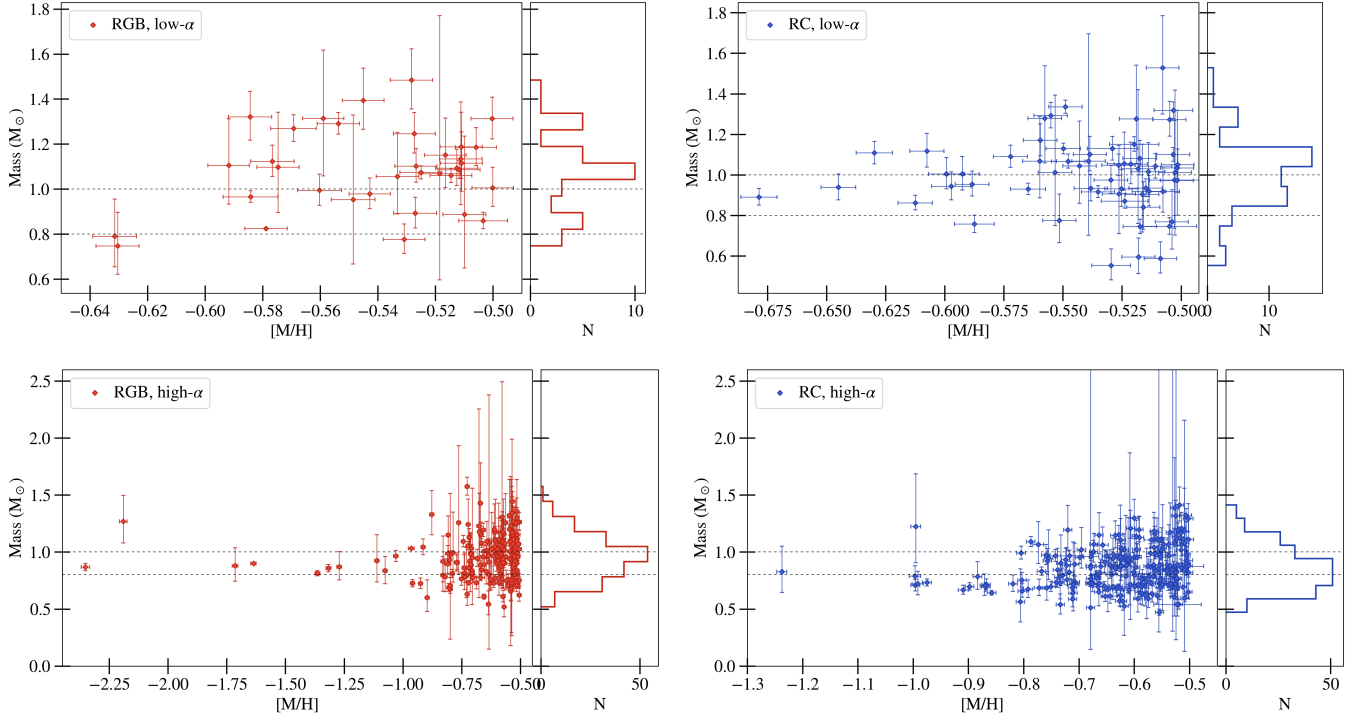 RGB, low-α
1.8
1.6
1.4
1.2
1.0
0.8
0.6
Mass (M⊙)
−0.64 −0.62 −0.60 −0.58 −0.56 −0.54 −0.52 −0.50
[M/H]
0 10
N
RC, low-α
1.8
1.6
1.4
1.2
1.0
0.8
0.6
Mass (M⊙)
−0.675 −0.650 −0.625 −0.600 −0.575 −0.550 −0.525 −0.500
[M/H]
0 10
N
RGB, high-α
2.5
2.0
1.5
1.0
0.5
0.0
Mass (M⊙)
−2.25 −2.00 −1.75 −1.50 −1.25 −1.00 −0.75 −0.50
[M/H]
0 50
N
RC, high-α
2.5
2.0
1.5
1.0
0.5
0.0
Mass (M⊙)
−1.3 −1.2 −1.1 −1.0 −0.9 −0.8 −0.7 −0.6 −0.5
[M/H]
0 50
N